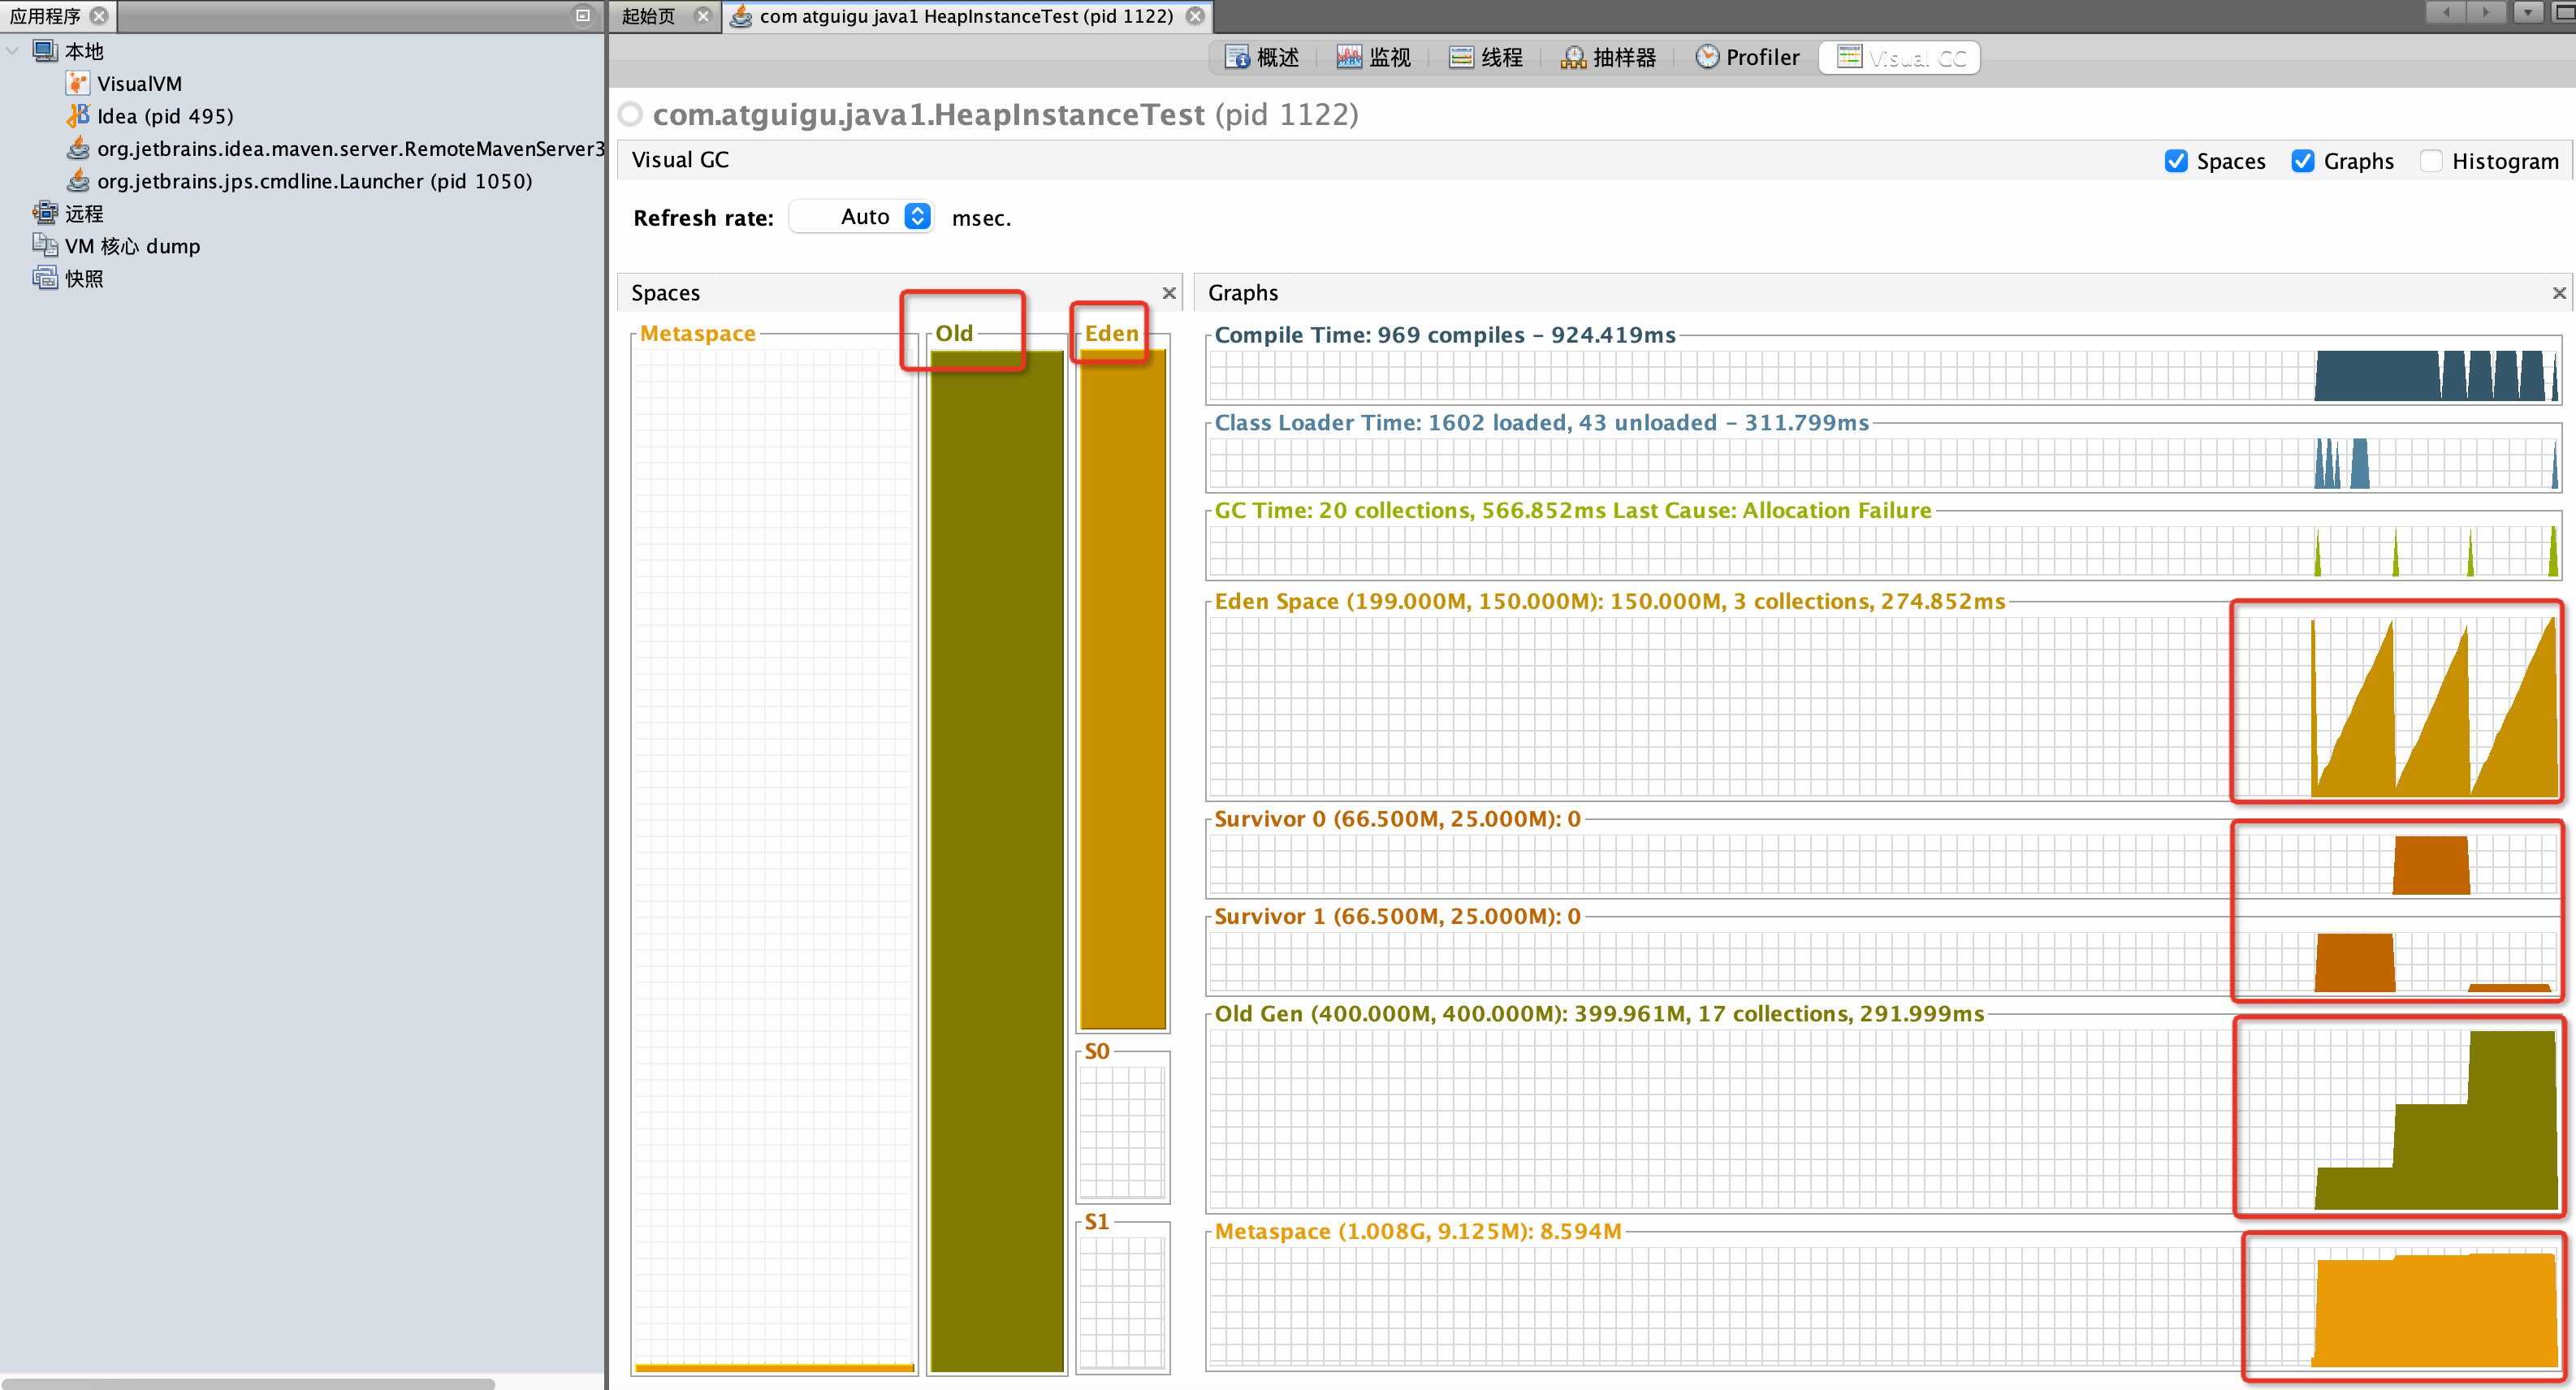 应用程序
起始页
com atguigu java1 HeapInstanceTest (pid 1122)
本地
VisualVM
Idea (pid 495)
org.jetbrains.idea.maven.server.RemoteMavenServer3
org.jetbrains.jps.cmdline.Launcher (pid 1050)
远程
VM 核心 dump
快照
概述
监视
线程
抽样器
Profiler
Visual GC
com.atguigu.java1.HeapInstanceTest (pid 1122)
Visual GC
Spaces
Graphs
Histogram
Refresh rate: Auto msec.
Spaces
Metaspace
Old
Eden
S0
S1
Graphs
Compile Time: 969 compiles – 924.419ms
Class Loader Time: 1602 loaded, 43 unloaded – 311.799ms
GC Time: 20 collections, 566.852ms Last Cause: Allocation Failure
Eden Space (199.000M, 150.000M): 150.000M, 3 collections, 274.852ms
Survivor 0 (66.500M, 25.000M): 0
Survivor 1 (66.500M, 25.000M): 0
Old Gen (400.000M, 400.000M): 399.961M, 17 collections, 291.999ms
Metaspace (1.008G, 9.125M): 8.594M